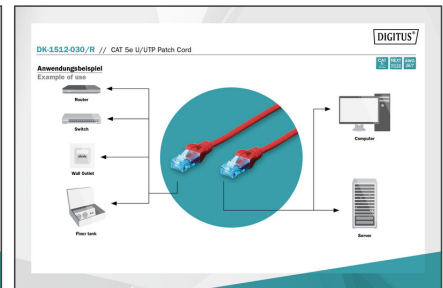 DIGITUS®
DK-1512-030/R // CAT 5e U/UTP Patch Cord
Anwendungsbeispiel
Example of use
Router
Switch
Wall Outlet
Floor tank
Computer
Server